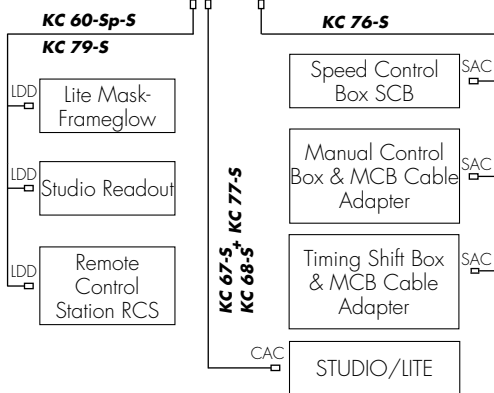 KC 60-Sp-S
KC 79-S
LDD
Lite Mask-
Frameglow
LDD
Studio Readout
LDD
Remote
Control
Station RCS
KC 67-S + KC 77-S
KC 68-S
KC 76-S
Speed Control
Box SCB
SAC
Manual Control
Box & MCB Cable
Adapter
SAC
Timing Shift Box
& MCB Cable
Adapter
SAC
CAC
STUDIO/LITE